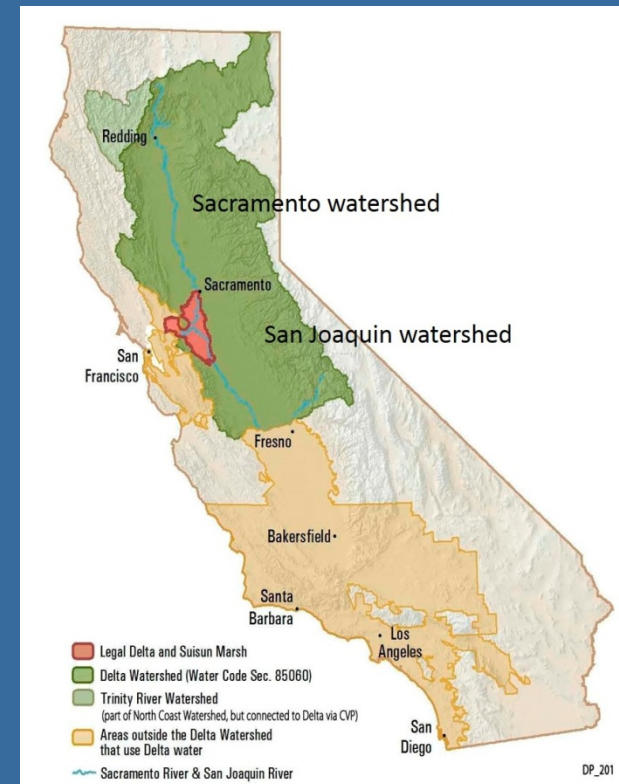 Redding
Sacramento watershed
Sacramento
San Joaquin watershed
San
Francisco
Fresno
Bakersfield
Santa
Barbara
Los
Angeles
San
Diego
Legal Delta and Suisun Marsh
Delta Watershed (Water Code Sec. 85060)
Trinity River Watershed
(part of North Coast Watershed, but connected to Delta via CVP)
Areas outside the Delta Watershed
that use Delta water
Sacramento River & San Joaquin River
DP_201